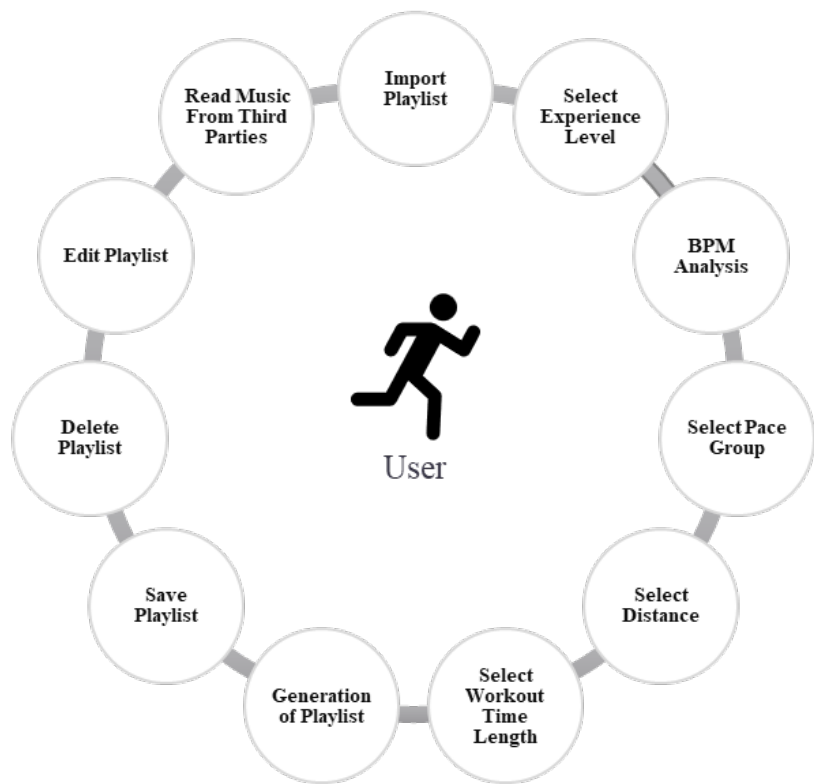 Import
Playlist
Select
Experience
Level
BPM
Analysis
Select Pace
Group
Select
Distance
Select
Workout
Time
Length
Generation
of Playlist
Save
Playlist
Delete
Playlist
Edit Playlist
Read Music
From Third
Parties
User